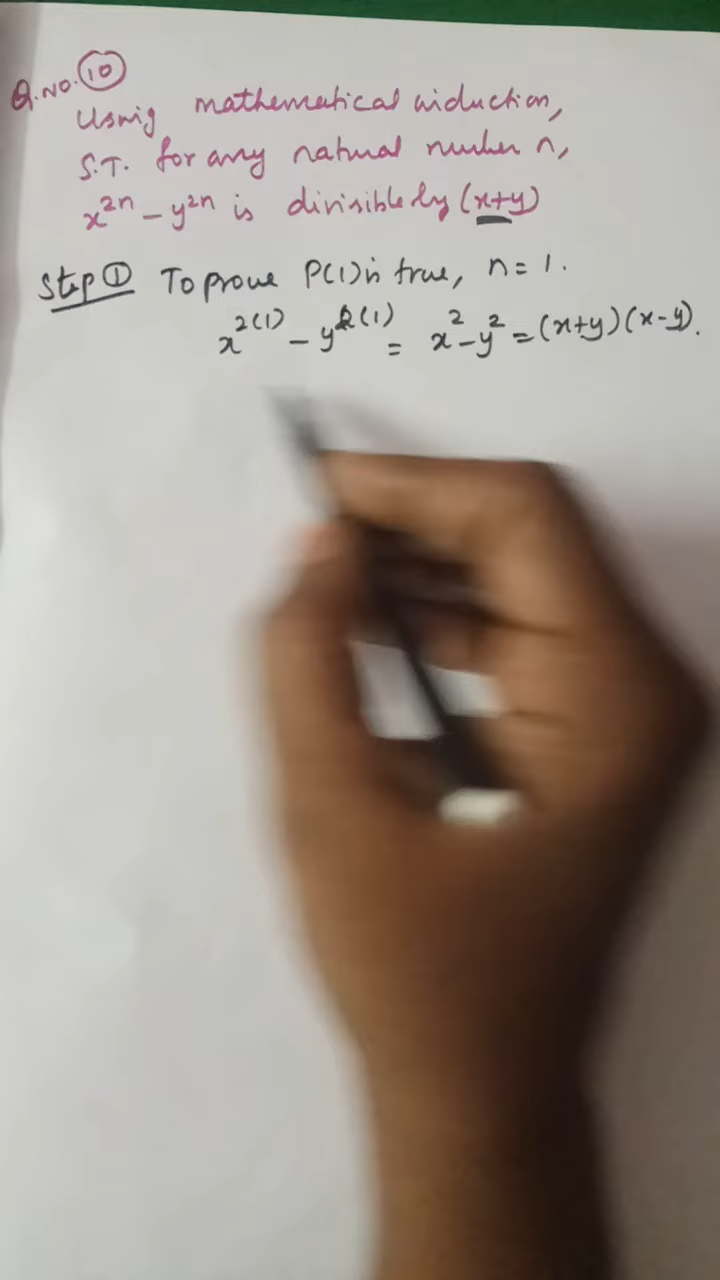 Q.NO. 10
Using mathematical induction,
S.T. for any natural number n,
x^{2n} - y^{2n} is divisible by (x+y)
Step 1 To prove P(1) is true, n = 1.
x^{2(1)} - y^{2(1)} = x^2 - y^2 = (x+y)(x-y).